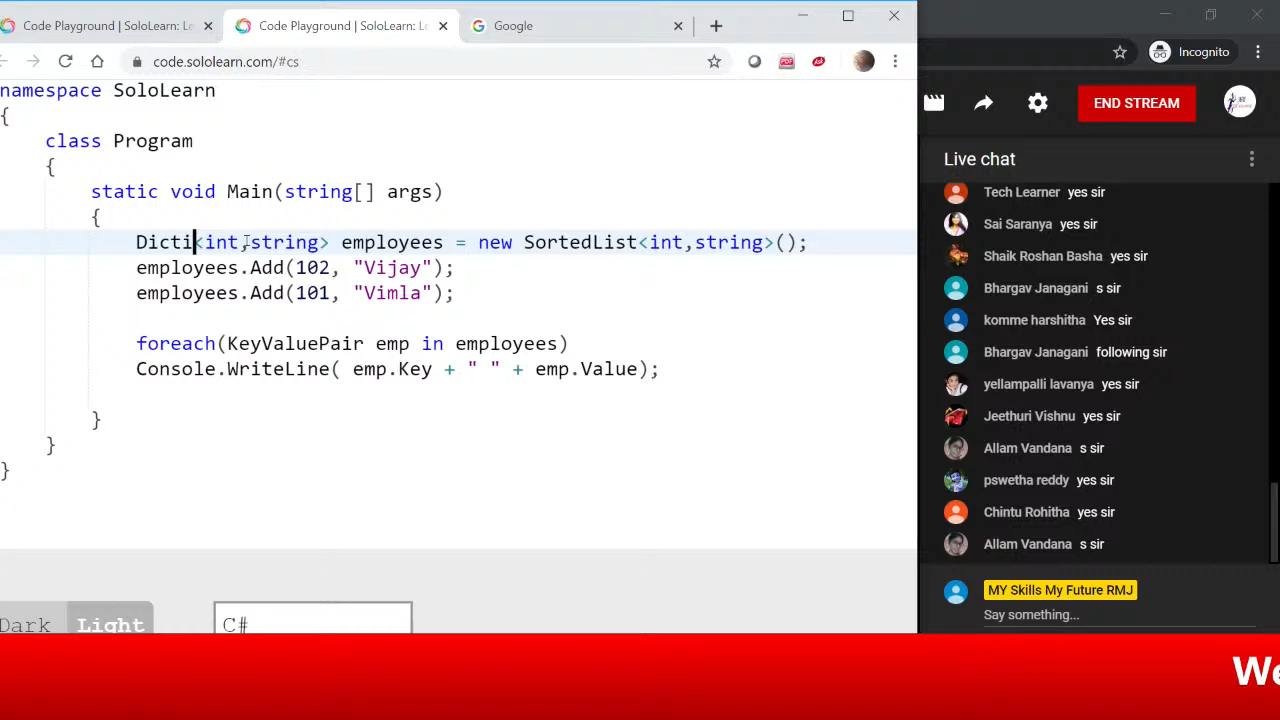 Code Playground | SoloLearn: Le
Code Playground | SoloLearn: Lo
Google
code.sololearn.com/#cs
PDF
Ask
Incognito
namespace SoloLearn
{
class Program
{
static void Main(string[] args)
{
Dicti<int,string> employees = new SortedList<int,string>();
employees.Add(102, "Vijay");
employees.Add(101, "Vimla");
foreach(KeyValuePair emp in employees)
Console.WriteLine( emp.Key + " " + emp.Value);
}
}
}
Dark
Light
C#
END STREAM
Live chat
Tech Learner yes sir
Sai Saranya yes sir
Shaik Roshan Basha yes sir
Bhargav Janagani s sir
komme harshitha Yes sir
Bhargav Janagani following sir
yellampalli lavanya yes sir
Jeethuri Vishnu yes sir
Allam Vandana s sir
pswetha reddy yes sir
Chintu Rohitha yes sir
Allam Vandana s sir
MY Skills My Future RMJ
Say something...
We